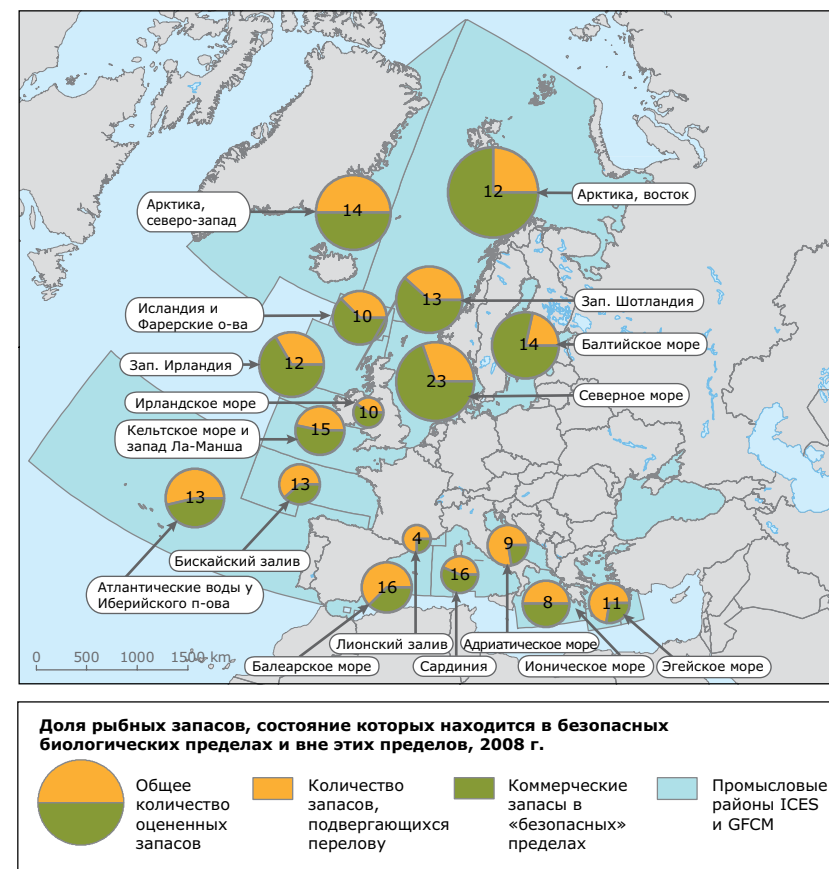 Арктика,
северо-запад
14
12
Арктика, восток
Исландия и
Фарерские о-ва
10
13
Зап. Шотландия
Зап. Ирландия
12
14
Балтийское море
Ирландское море
10
23
Северное море
Кельтское море и
запад Ла-Манша
15
13
13
Бискайский залив
Атлантические воды у
Иберийского п-ова
4
9
16
16
8
11
Лионский залив
Адриатическое море
Балеарское море
Сардиния
Ионическое море
Эгейское море
0 500 1000 1500 km
Доля рыбных запасов, состояние которых находится в безопасных
биологических пределах и вне этих пределов, 2008 г.
Общее
количество
оцененных
запасов
Количество
запасов,
подвергающихся
перелову
Коммерческие
запасы в
«безопасных»
пределах
Промысловые
районы ICES
и GFCM